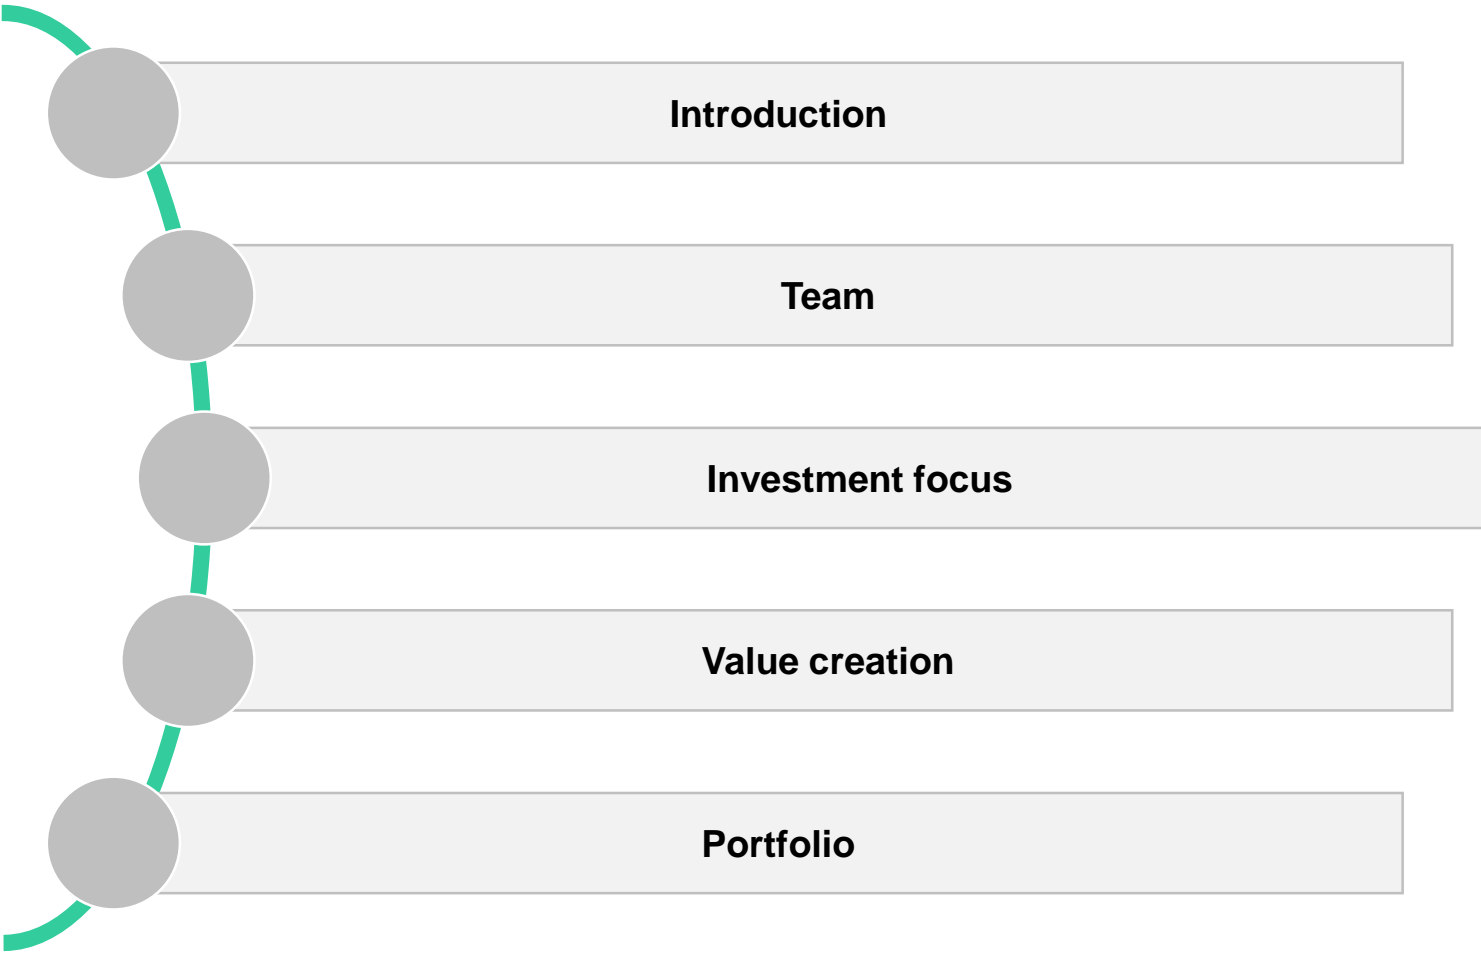 Introduction
Team
Investment focus
Value creation
Portfolio